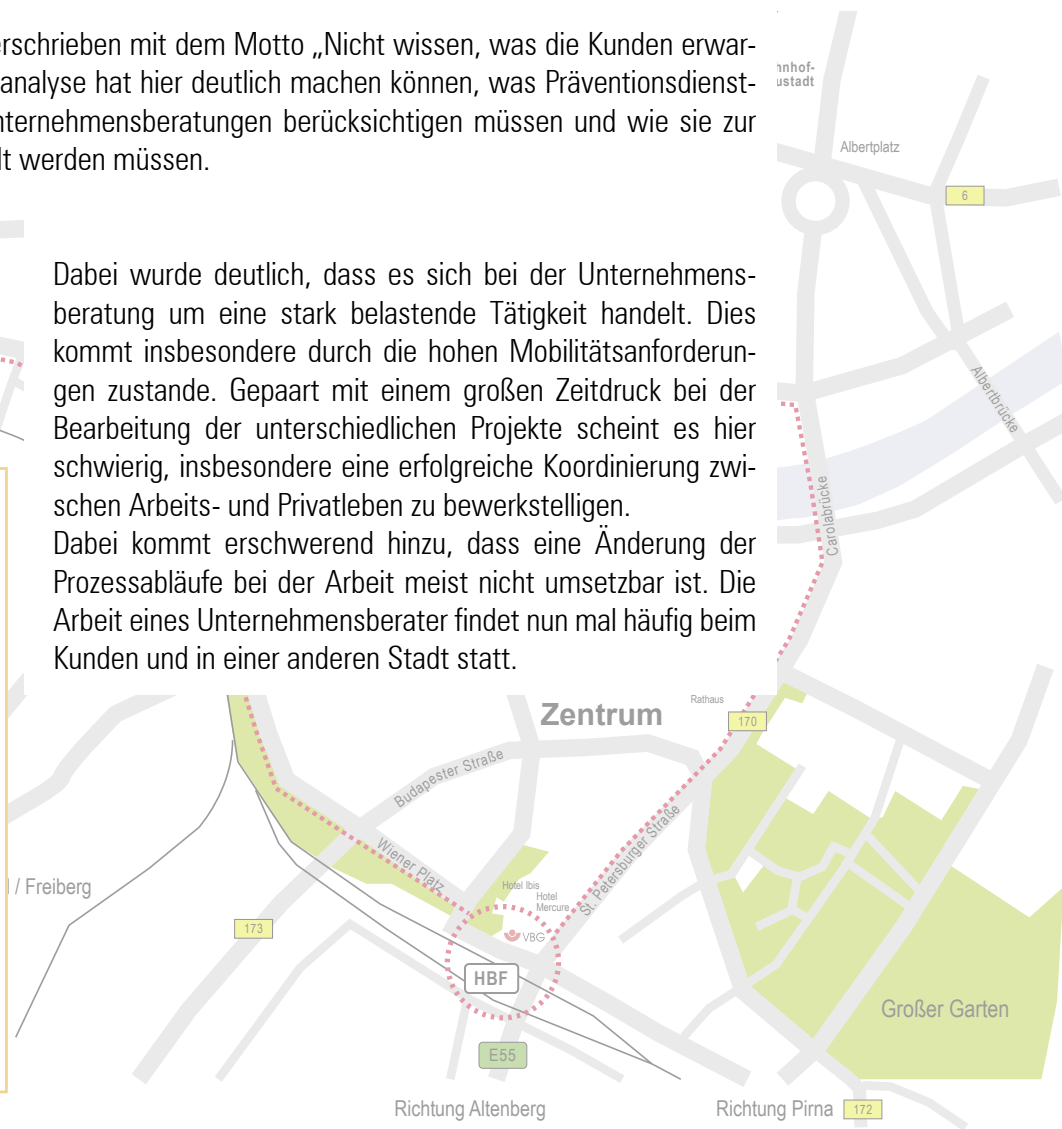 erschrieben mit dem Motto „Nicht wissen, was die Kunden erwar-
analyse hat hier deutlich machen können, was Präventionsdienst-
nternehmensberatungen berücksichtigen müssen und wie sie zur
lt werden müssen.
Dabei wurde deutlich, dass es sich bei der Unternehmens-
beratung um eine stark belastende Tätigkeit handelt. Dies
kommt insbesondere durch die hohen Mobilitätsanforderun-
gen zustande. Gepaart mit einem großen Zeitdruck bei der
Bearbeitung der unterschiedlichen Projekte scheint es hier
schwierig, insbesondere eine erfolgreiche Koordinierung zwi-
schen Arbeits- und Privatleben zu bewerkstelligen.
Dabei kommt erschwerend hinzu, dass eine Änderung der
Prozessabläufe bei der Arbeit meist nicht umsetzbar ist. Die
Arbeit eines Unternehmensberater findet nun mal häufig beim
Kunden und in einer anderen Stadt statt.
hnhof-
ustadt
Albertplatz
6
Albertbrücke
Carolabrücke
Zentrum
Rathaus
170
Budapester Straße
Wiener Platz
St. Petersburger Straße
Hotel Ibis
Hotel
Mercure
VBG
HBF
/ Freiberg
173
Großer Garten
E55
Richtung Altenberg
Richtung Pirna
172